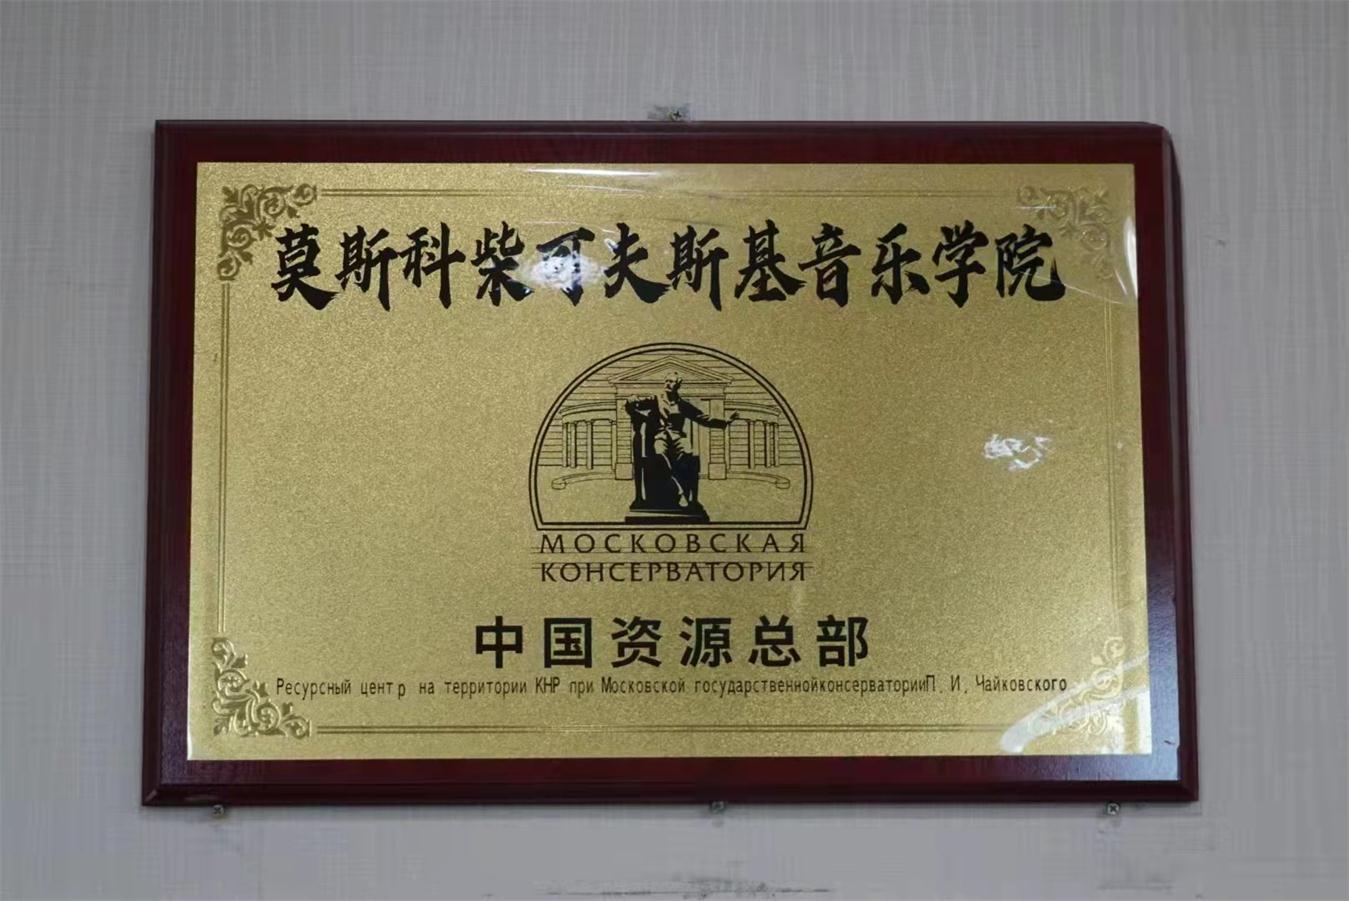 莫斯科柴可夫斯基音乐学院
МОСКОВСКАЯ
КОНСЕРВАТОРИЯ
中国资源总部
Ресурсный центр на территории КНР при Московской государственнойконсерваторииП. И. Чайковского